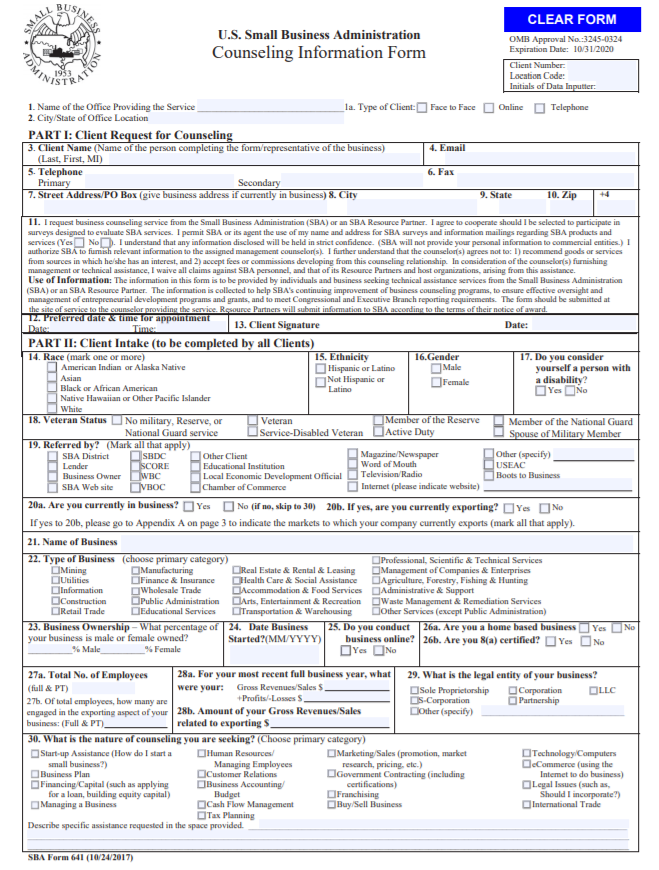 SMALL BUSINESS
ADMINISTRATION
1953
CLEAR FORM
U.S. Small Business Administration
Counseling Information Form
OMB Approval No.:3245-0324
Expiration Date: 10/31/2020
Client Number:
Location Code:
Initials of Data Inputter:
1. Name of the Office Providing the Service 1a. Type of Client: Face to Face Online Telephone
2. City/State of Office Location
PART I: Client Request for Counseling
3. Client Name (Name of the person completing the form/representative of the business) 4. Email
(Last, First, MI)
5. Telephone 6. Fax
Primary Secondary
7. Street Address/PO Box (give business address if currently in business) 8. City 9. State 10. Zip +4
11. I request business counseling service from the Small Business Administration (SBA) or an SBA Resource Partner. I agree to cooperate should I be selected to participate in
surveys designed to evaluate SBA services. I permit SBA or its agent the use of my name and address for SBA surveys and information mailings regarding SBA products and
services (Yes No ). I understand that any information disclosed will be held in strict confidence. (SBA will not provide your personal information to commercial entities.) I
authorize SBA to furnish relevant information to the assigned management counselor(s). I further understand that the counselor(s) agrees not to: 1) recommend goods or services
from sources in which he/she has an interest, and 2) accept fees or commissions developing from this counseling relationship. In consideration of the counselor(s) furnishing
management or technical assistance, I waive all claims against SBA personnel, and that of its Resource Partners and host organizations, arising from this assistance.
Use of Information: The information in this form is to be provided by individuals and business seeking technical assistance services from the Small Business Administration
(SBA) or an SBA Resource Partner. The information is collected to help SBA's continuing improvement of business counseling programs, to ensure effective oversight and
management of entrepreneurial development programs and grants, and to meet Congressional and Executive Branch reporting requirements. The form should be submitted at
the site of service to the counselor providing the service. Resource Partners will submit information to SBA according to the terms of their notice of award.
12. Preferred date & time for appointment 13. Client Signature Date:
Date: Time:
PART II: Client Intake (to be completed by all Clients)
14. Race (mark one or more) 15. Ethnicity 16.Gender 17. Do you consider
American Indian or Alaska Native Hispanic or Latino Male yourself a person with
Asian Not Hispanic or Female a disability?
Black or African American Latino Yes No
Native Hawaiian or Other Pacific Islander
White
18. Veteran Status No military, Reserve, or Veteran Member of the Reserve Member of the National Guard
National Guard service Service-Disabled Veteran Active Duty Spouse of Military Member
19. Referred by? (Mark all that apply)
SBA District SBDC Other Client Magazine/Newspaper Other (specify)
Lender SCORE Educational Institution Word of Mouth USEAC
Business Owner WBC Local Economic Development Official Television/Radio Boots to Business
SBA Web site VBOC Chamber of Commerce Internet (please indicate website)
20a. Are you currently in business? Yes No (if no, skip to 30) 20b. If yes, are you currently exporting? Yes No
If yes to 20b, please go to Appendix A on page 3 to indicate the markets to which your company currently exports (mark all that apply).
21. Name of Business
22. Type of Business (choose primary category) Professional, Scientific & Technical Services
Mining Manufacturing Real Estate & Rental & Leasing Management of Companies & Enterprises
Utilities Finance & Insurance Health Care & Social Assistance Agriculture, Forestry, Fishing & Hunting
Information Wholesale Trade Accommodation & Food Services Administrative & Support
Construction Public Administration Arts, Entertainment & Recreation Waste Management & Remediation Services
Retail Trade Educational Services Transportation & Warehousing Other Services (except Public Administration)
23. Business Ownership – What percentage of 24. Date Business 25. Do you conduct 26a. Are you a home based business Yes No
your business is male or female owned? Started?(MM/YYYY) business online? 26b. Are you 8(a) certified? Yes No
% Male % Female Yes No
27a. Total No. of Employees 28a. For your most recent full business year, what 29. What is the legal entity of your business?
(full & PT) were your: Gross Revenues/Sales $ Sole Proprietorship Corporation LLC
27b. Of total employees, how many are +Profits/-Losses $ S-Corporation Partnership
engaged in the exporting aspect of your 28b. Amount of your Gross Revenues/Sales Other (specify)
business: (Full & PT) related to exporting $
30. What is the nature of counseling you are seeking? (Choose primary category)
Start-up Assistance (How do I start a Human Resources/ Marketing/Sales (promotion, market Technology/Computers
small business?) Managing Employees research, pricing, etc.) eCommerce (using the
Business Plan Customer Relations Government Contracting (including Internet to do business)
Financing/Capital (such as applying Business Accounting/ certifications) Legal Issues (such as,
for a loan, building equity capital) Budget Franchising Should I incorporate?)
Managing a Business Cash Flow Management Buy/Sell Business International Trade
Tax Planning
Describe specific assistance requested in the space provided.
SBA Form 641 (10/24/2017)